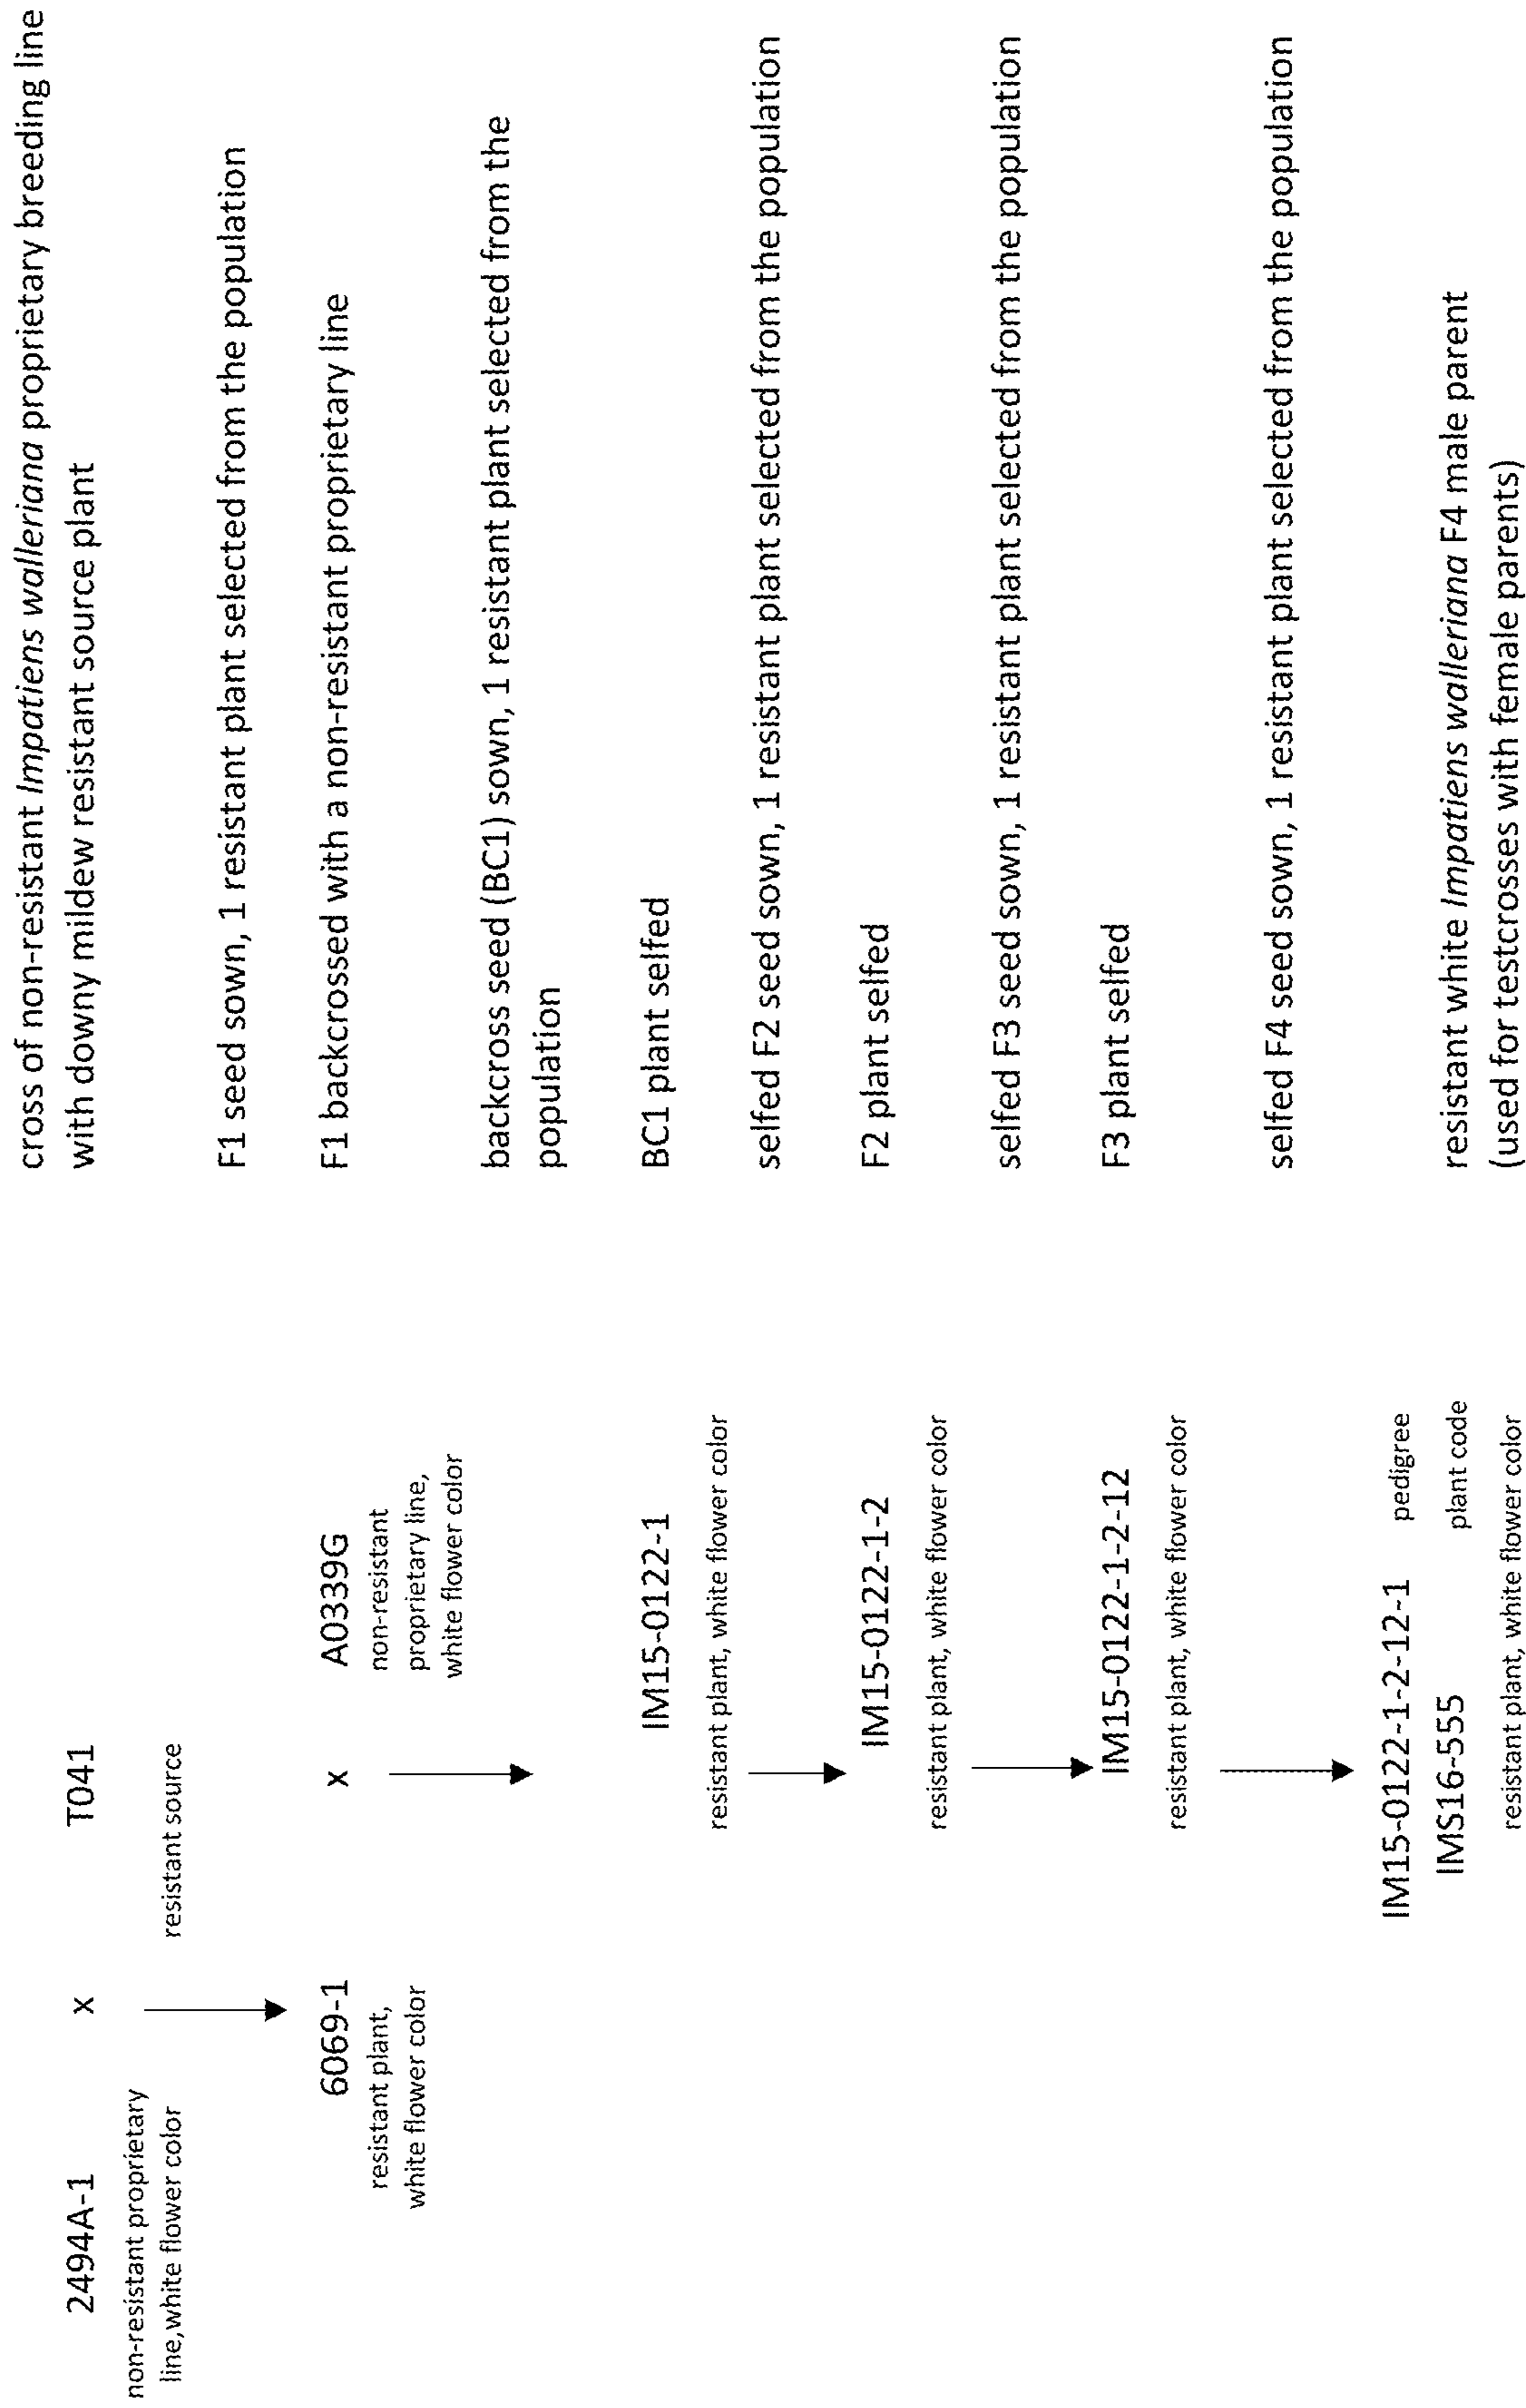 2494A-1 x T041
non-resistant proprietary
line,white flower color
resistant source
cross of non-resistant Impatiens walleriana proprietary breeding line
with downy mildew resistant source plant
F1 seed sown, 1 resistant plant selected from the population
6069-1 x A0339G
resistant plant,
white flower color
non-resistant
proprietary line,
white flower color
F1 backcrossed with a non-resistant proprietary line
backcross seed (BC1) sown, 1 resistant plant selected from the
population
IM15-0122-1
resistant plant, white flower color
BC1 plant selfed
selfed F2 seed sown, 1 resistant plant selected from the population
IM15-0122-1-2
resistant plant, white flower color
F2 plant selfed
selfed F3 seed sown, 1 resistant plant selected from the population
IM15-0122-1-2-12
resistant plant, white flower color
F3 plant selfed
selfed F4 seed sown, 1 resistant plant selected from the population
IM15-0122-1-2-12-1 pedigree
IMS16-555 plant code
resistant plant, white flower color
resistant white Impatiens walleriana F4 male parent
(used for testcrosses with female parents)